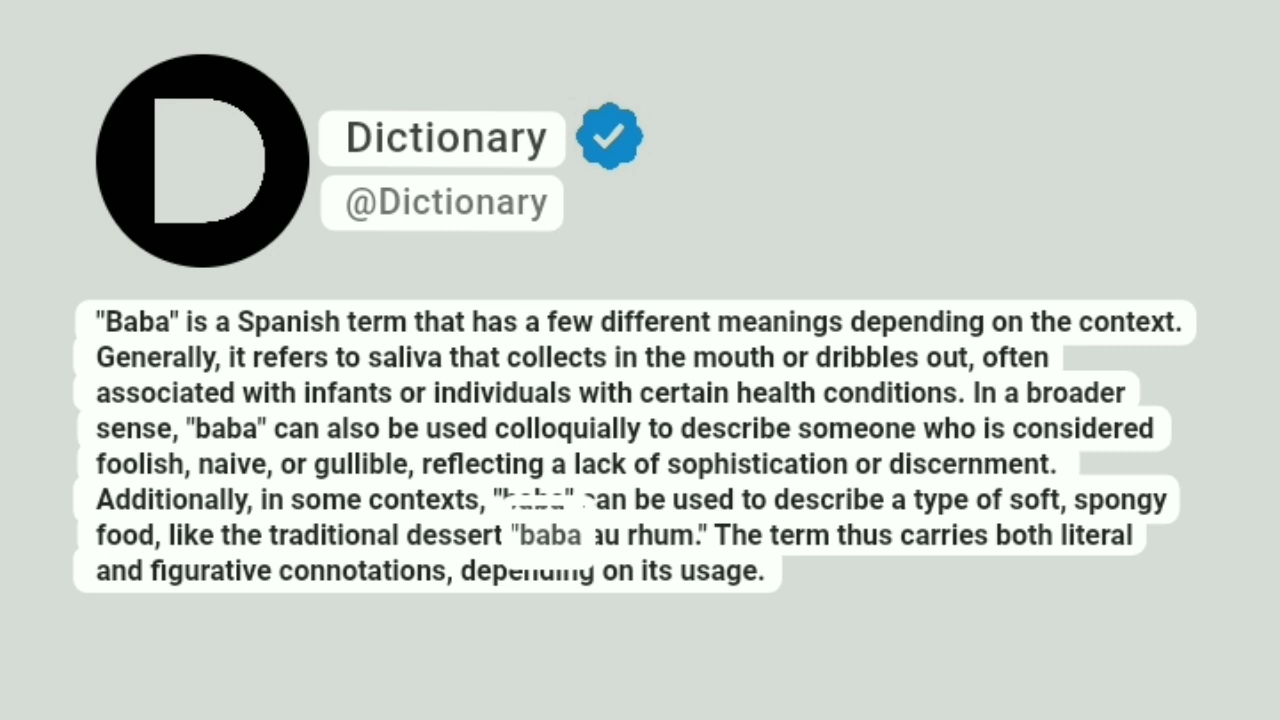 D
Dictionary
@Dictionary
"Baba" is a Spanish term that has a few different meanings depending on the context.
Generally, it refers to saliva that collects in the mouth or dribbles out, often
associated with infants or individuals with certain health conditions. In a broader
sense, "baba" can also be used colloquially to describe someone who is considered
foolish, naive, or gullible, reflecting a lack of sophistication or discernment.
Additionally, in some contexts, "baba" can be used to describe a type of soft, spongy
food, like the traditional dessert "baba au rhum." The term thus carries both literal
and figurative connotations, depending on its usage.